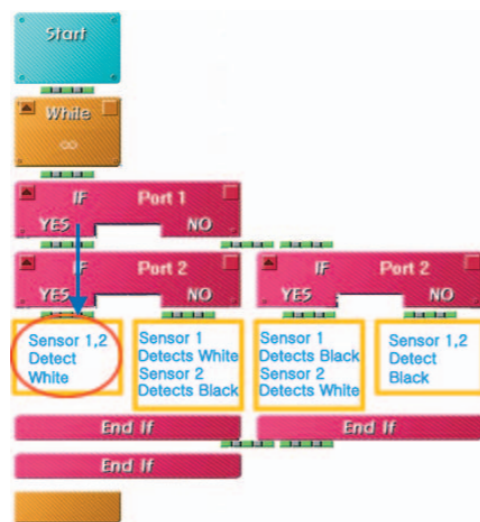 Start
While
∞
IF Port 1
YES NO
IF Port 2
YES NO
IF Port 2
YES NO
Sensor 1,2
Detect
White
Sensor 1
Detects White
Sensor 2
Detects Black
Sensor 1
Detects Black
Sensor 2
Detects White
Sensor 1,2
Detect
Black
End If
End If
End If